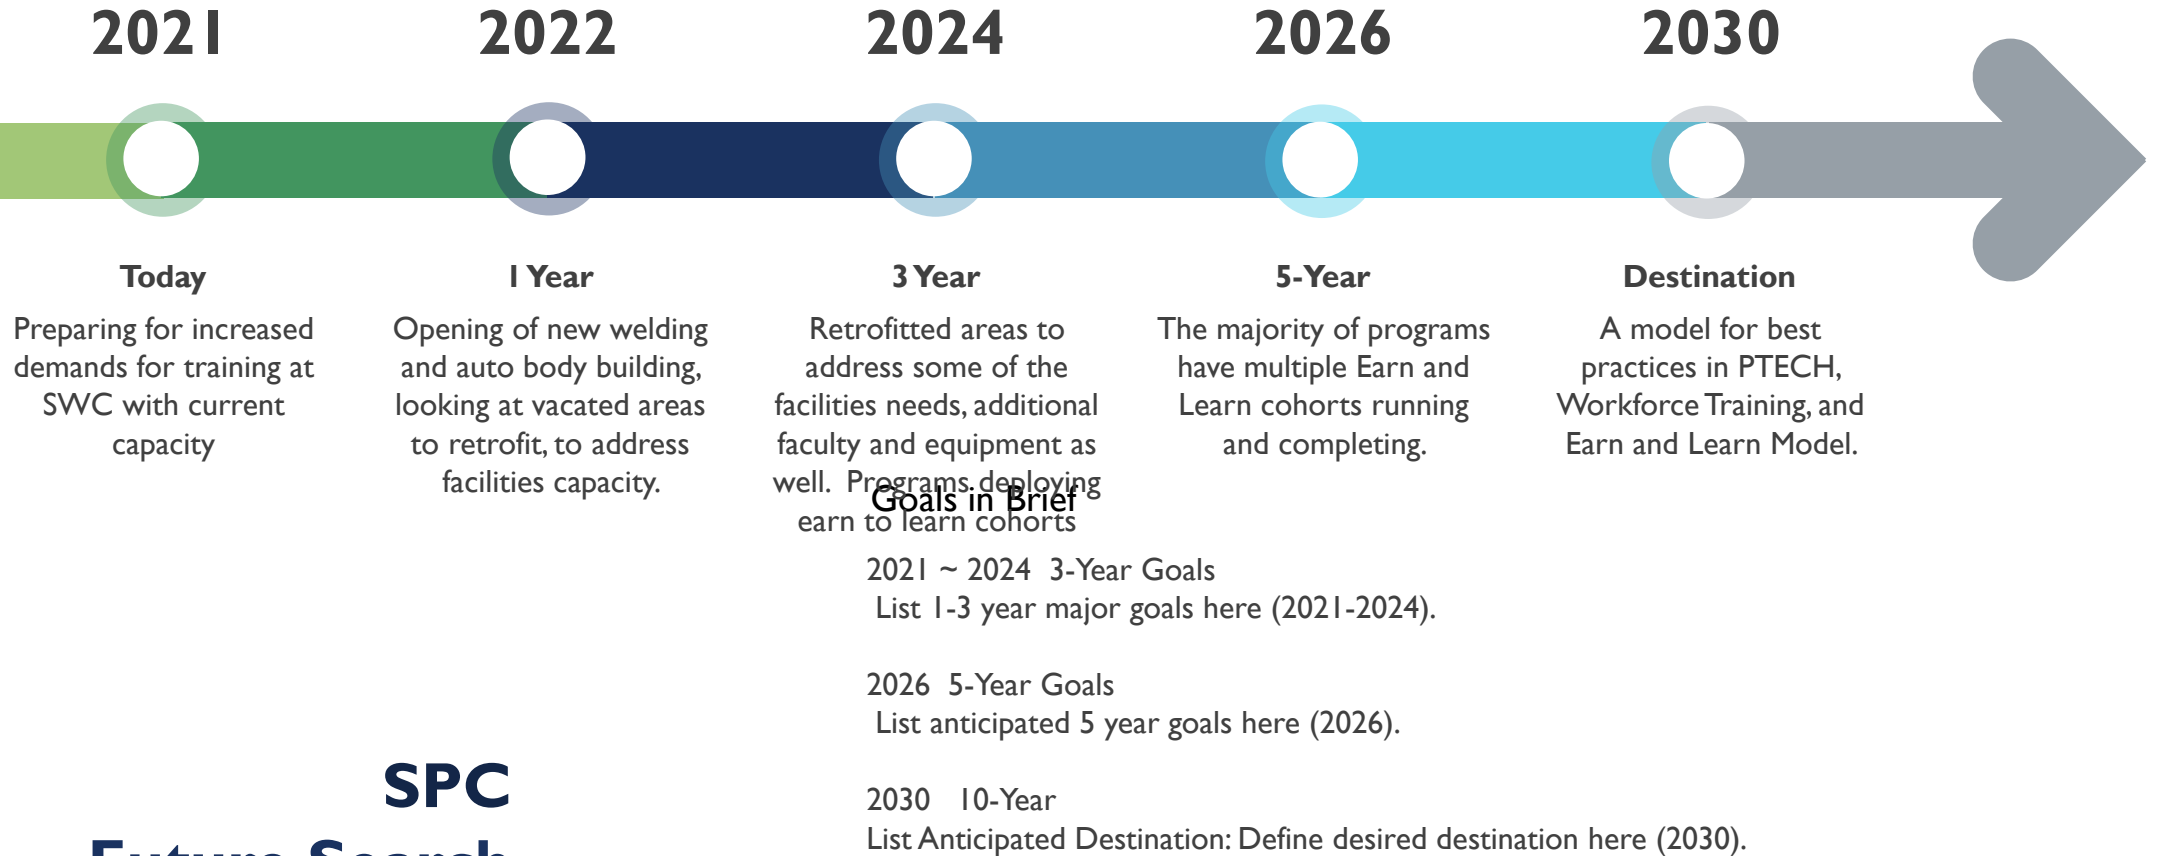 2021
2022
2024
2026
2030
Today
Preparing for increased
demands for training at
SWC with current
capacity
1 Year
Opening of new welding
and auto body building,
looking at vacated areas
to retrofit, to address
facilities capacity.
3 Year
Retrofitted areas to
address some of the
facilities needs, additional
faculty and equipment as
well.  Programs deploying
earn to learn cohorts
5-Year
The majority of programs
have multiple Earn and
Learn cohorts running
and completing.
Destination
A model for best
practices in PTECH,
Workforce Training, and
Earn and Learn Model.
Goals in Brief
2021 ~ 2024  3-Year Goals
List 1-3 year major goals here (2021-2024).
2026  5-Year Goals
List anticipated 5 year goals here (2026).
2030   10-Year
List Anticipated Destination: Define desired destination here (2030).
SPC
Future Search